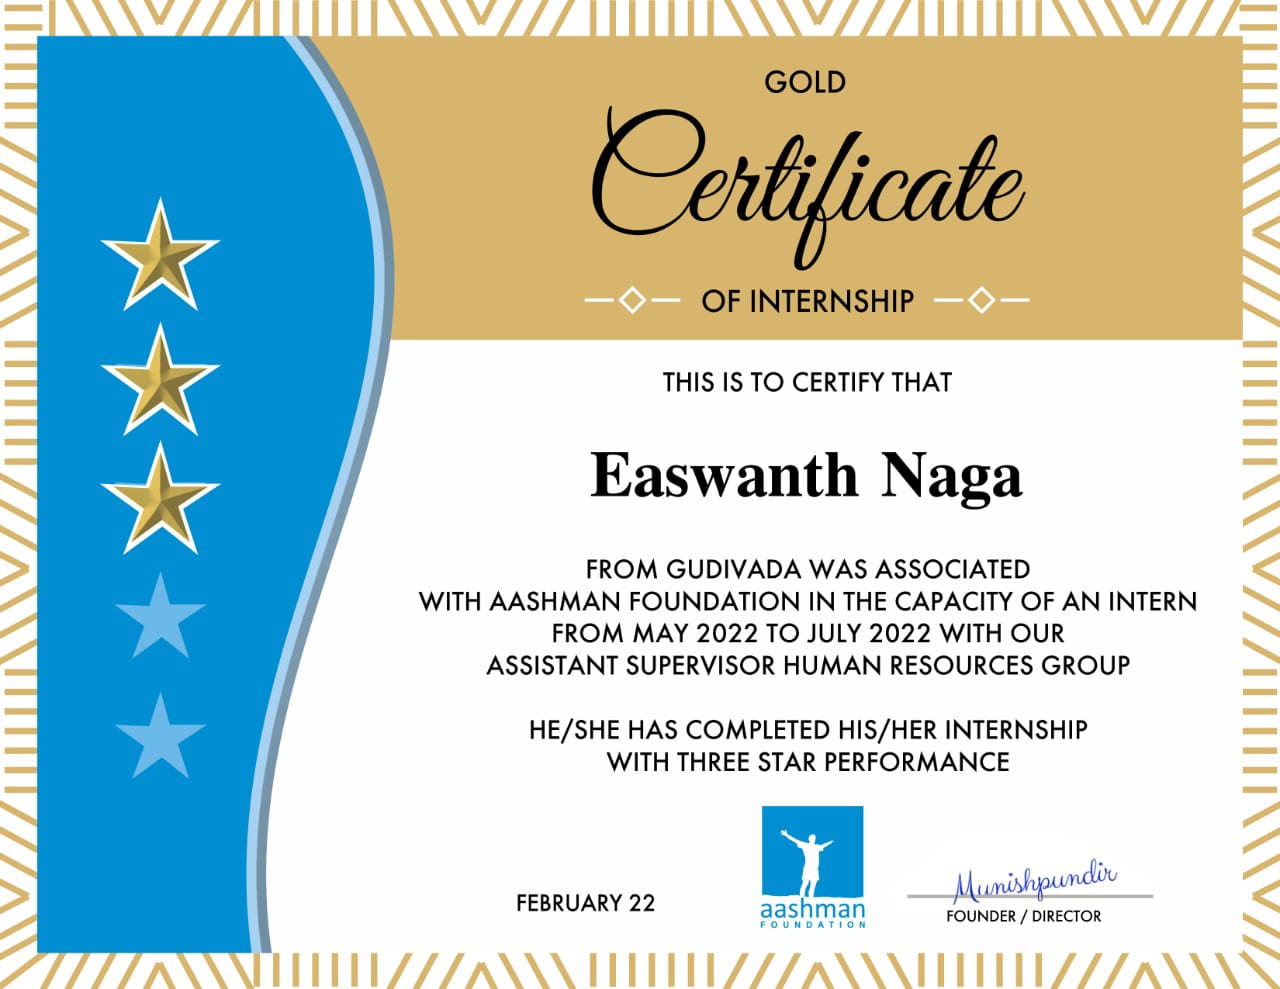 GOLD
Certificate
OF INTERNSHIP
THIS IS TO CERTIFY THAT
Easwanth Naga
FROM GUDIVADA WAS ASSOCIATED
WITH AASHMAN FOUNDATION IN THE CAPACITY OF AN INTERN
FROM MAY 2022 TO JULY 2022 WITH OUR
ASSISTANT SUPERVISOR HUMAN RESOURCES GROUP
HE/SHE HAS COMPLETED HIS/HER INTERNSHIP
WITH THREE STAR PERFORMANCE
FEBRUARY 22
aashman
FOUNDATION
Munishpundir
FOUNDER / DIRECTOR